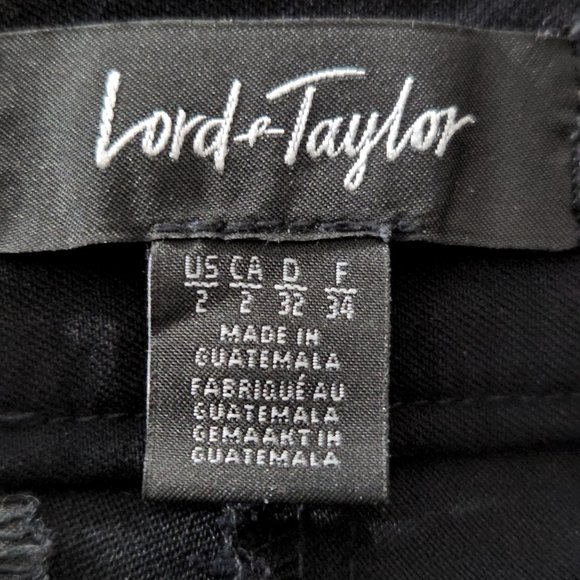 Lord & Taylor
US CA D F
2 2 32 34
MADE IN
GUATEMALA
FABRIQUÉ AU
GUATEMALA
GEMAAKT IN
GUATEMALA